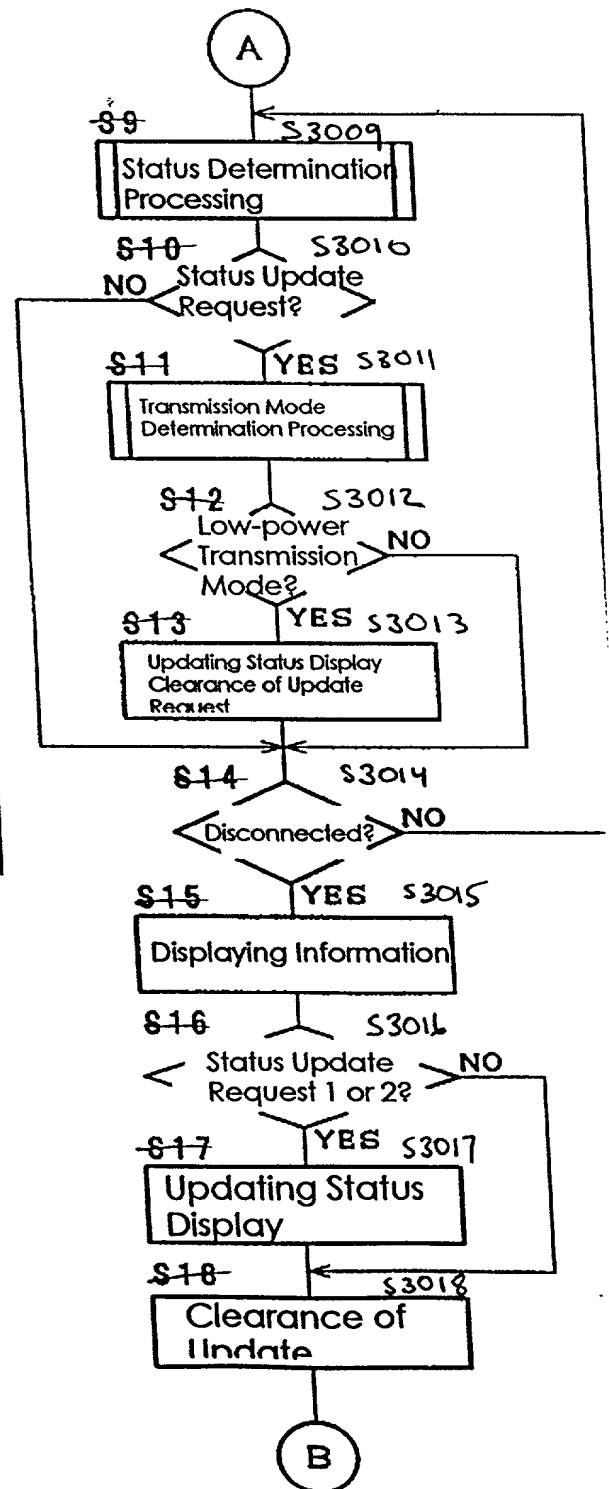 A
S9 S3009
Status Determination
Processing
S10 S3010
NO Status Update
Request?
S11 YES S3011
Transmission Mode
Determination Processing
S12 S3012
Low-power
Transmission NO
Mode?
S13 YES S3013
Updating Status Display
Clearance of Update
Request
S14 S3014
Disconnected? NO
S15 YES S3015
Displaying Information
S16 S3016
Status Update NO
Request 1 or 2?
S17 YES S3017
Updating Status
Display
S18 S3018
Clearance of
Update
B